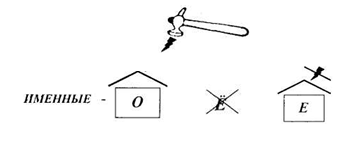 ИМЕННЫЕ - О Ё Е